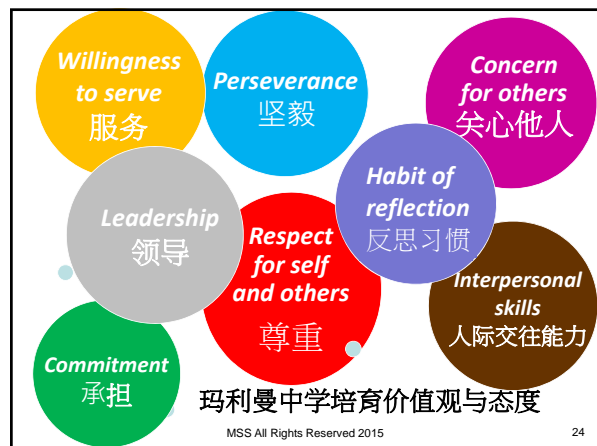 Willingness
to serve
服务
Perseverance
坚毅
Concern
for others
关心他人
Leadership
领导
Respect
for self
and others
尊重
Habit of
reflection
反思习惯
Interpersonal
skills
人际交往能力
Commitment
承担
玛利曼中学培育价值观与态度
MSS All Rights Reserved 2015
24